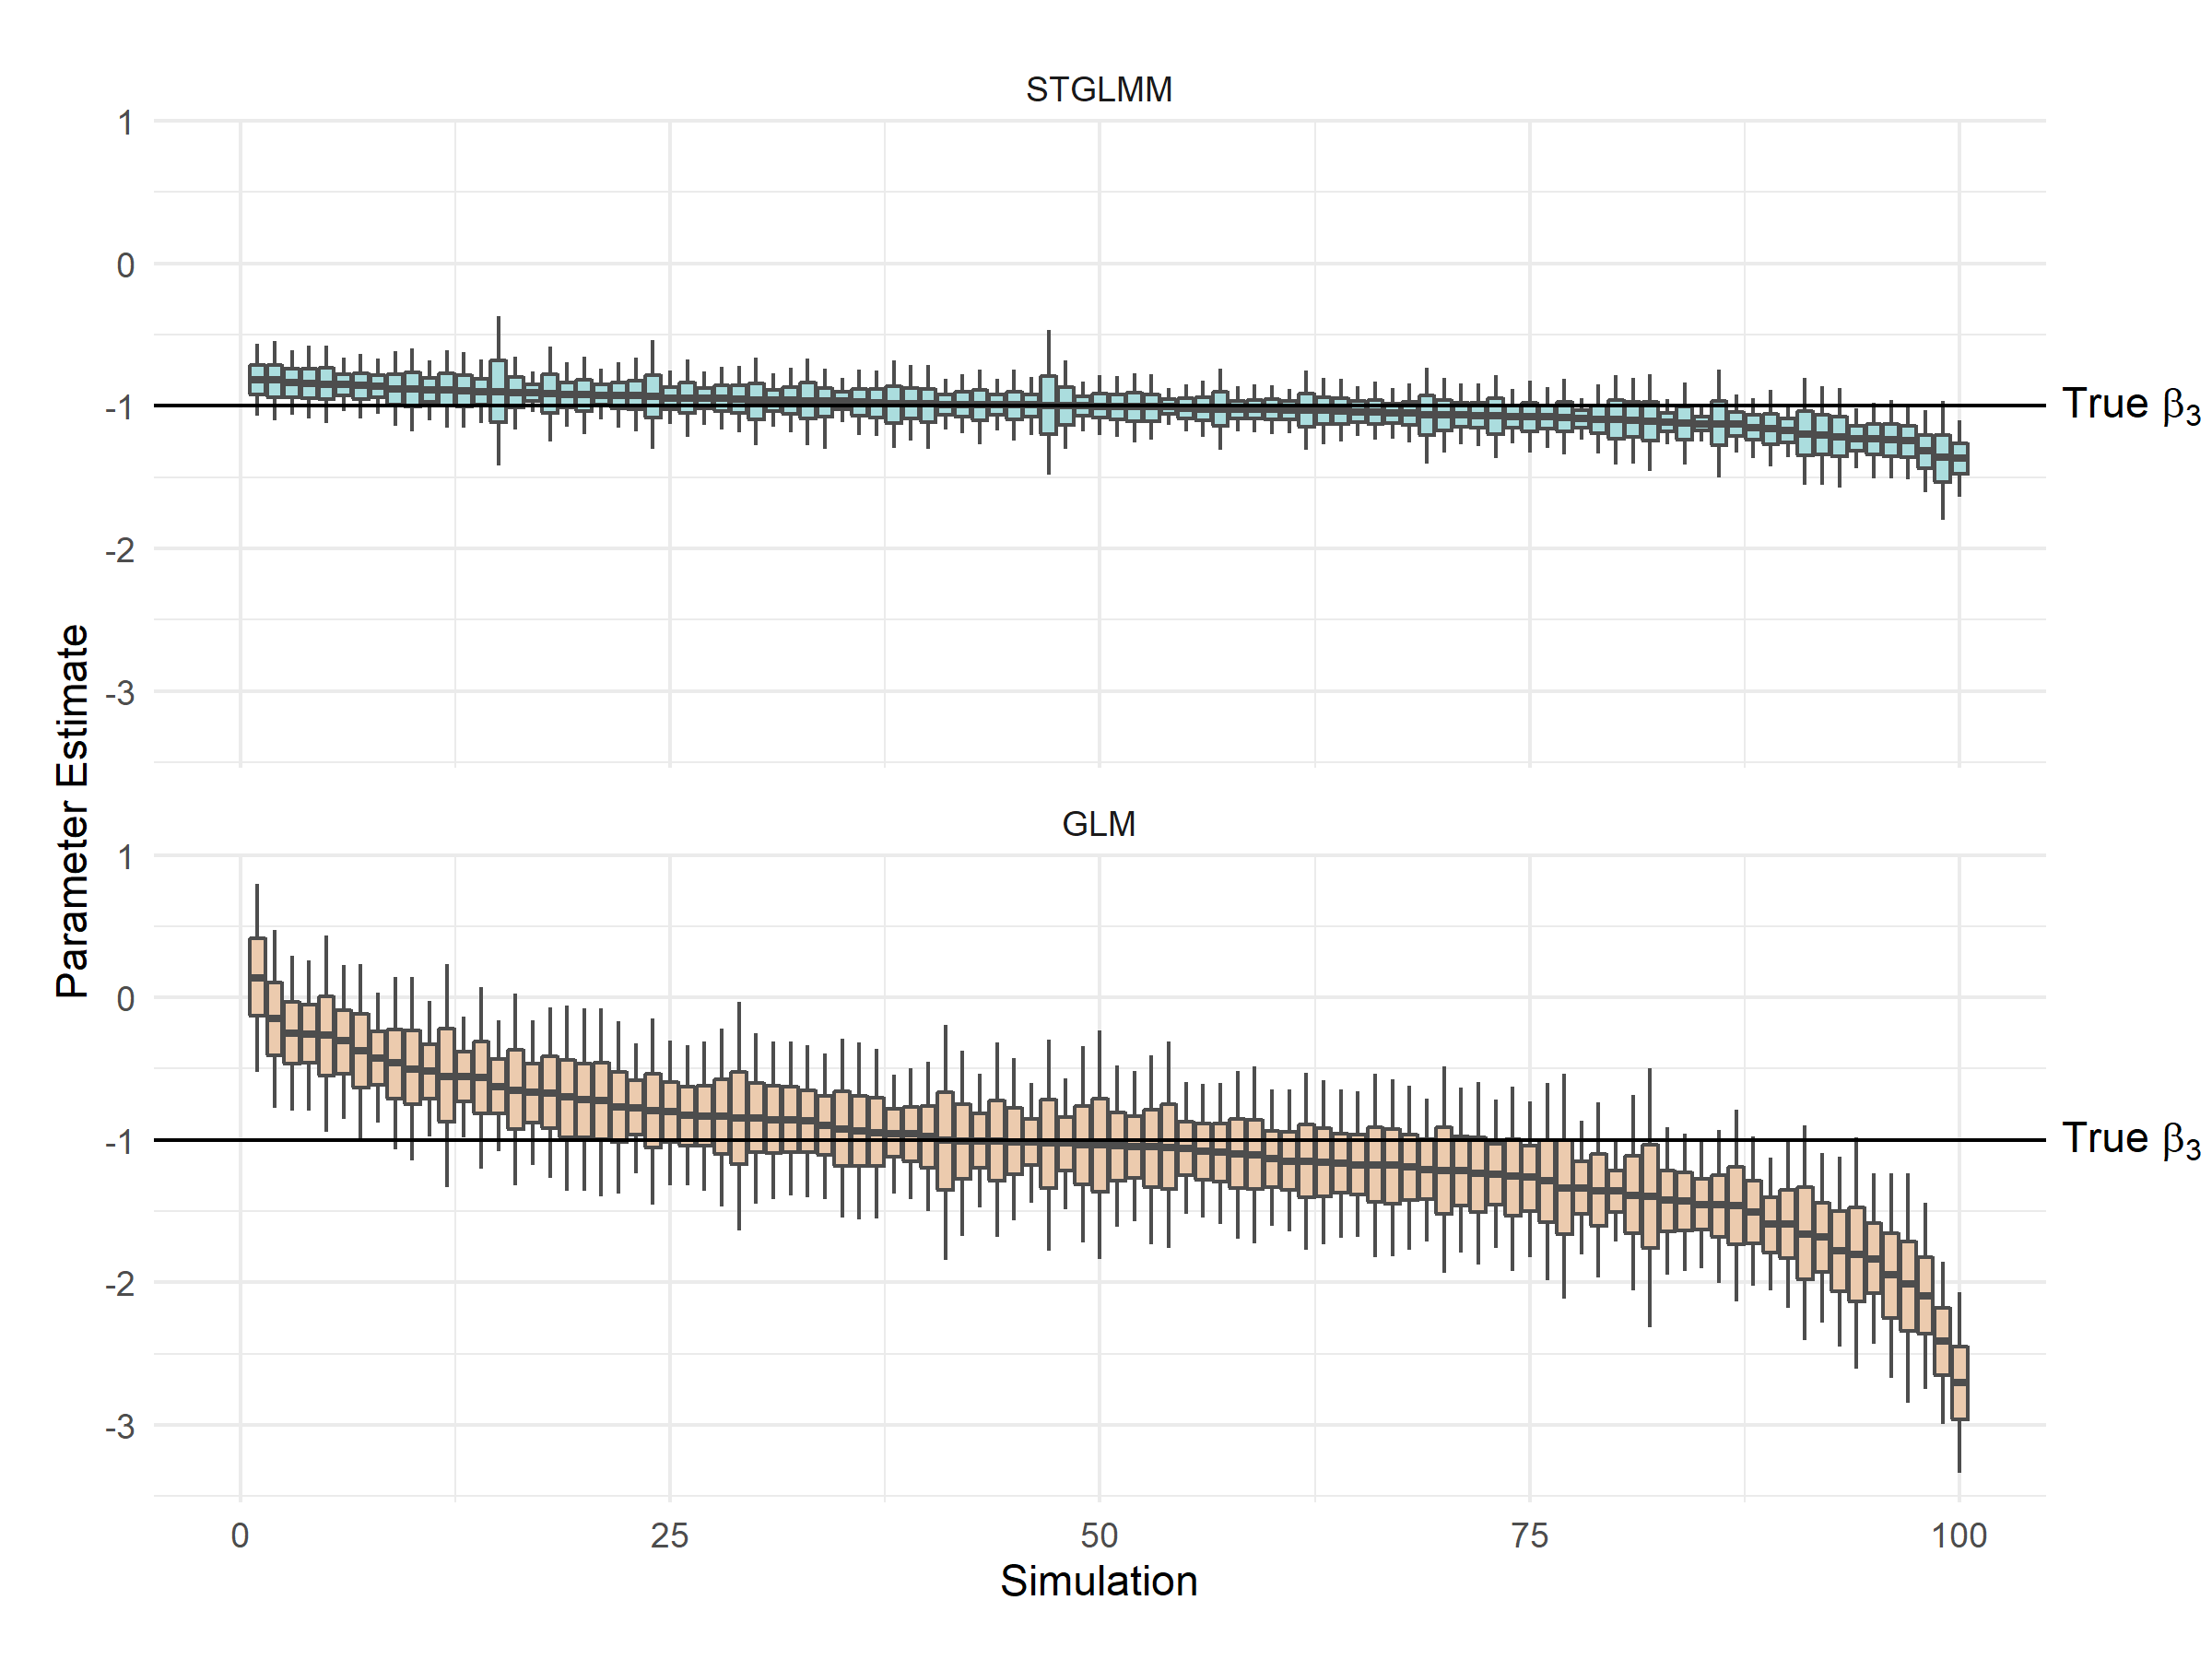 STGLMM
1
0
-1
-2
-3
True β3
Parameter Estimate
GLM
1
0
-1
-2
-3
True β3
0 25 50 75 100
Simulation